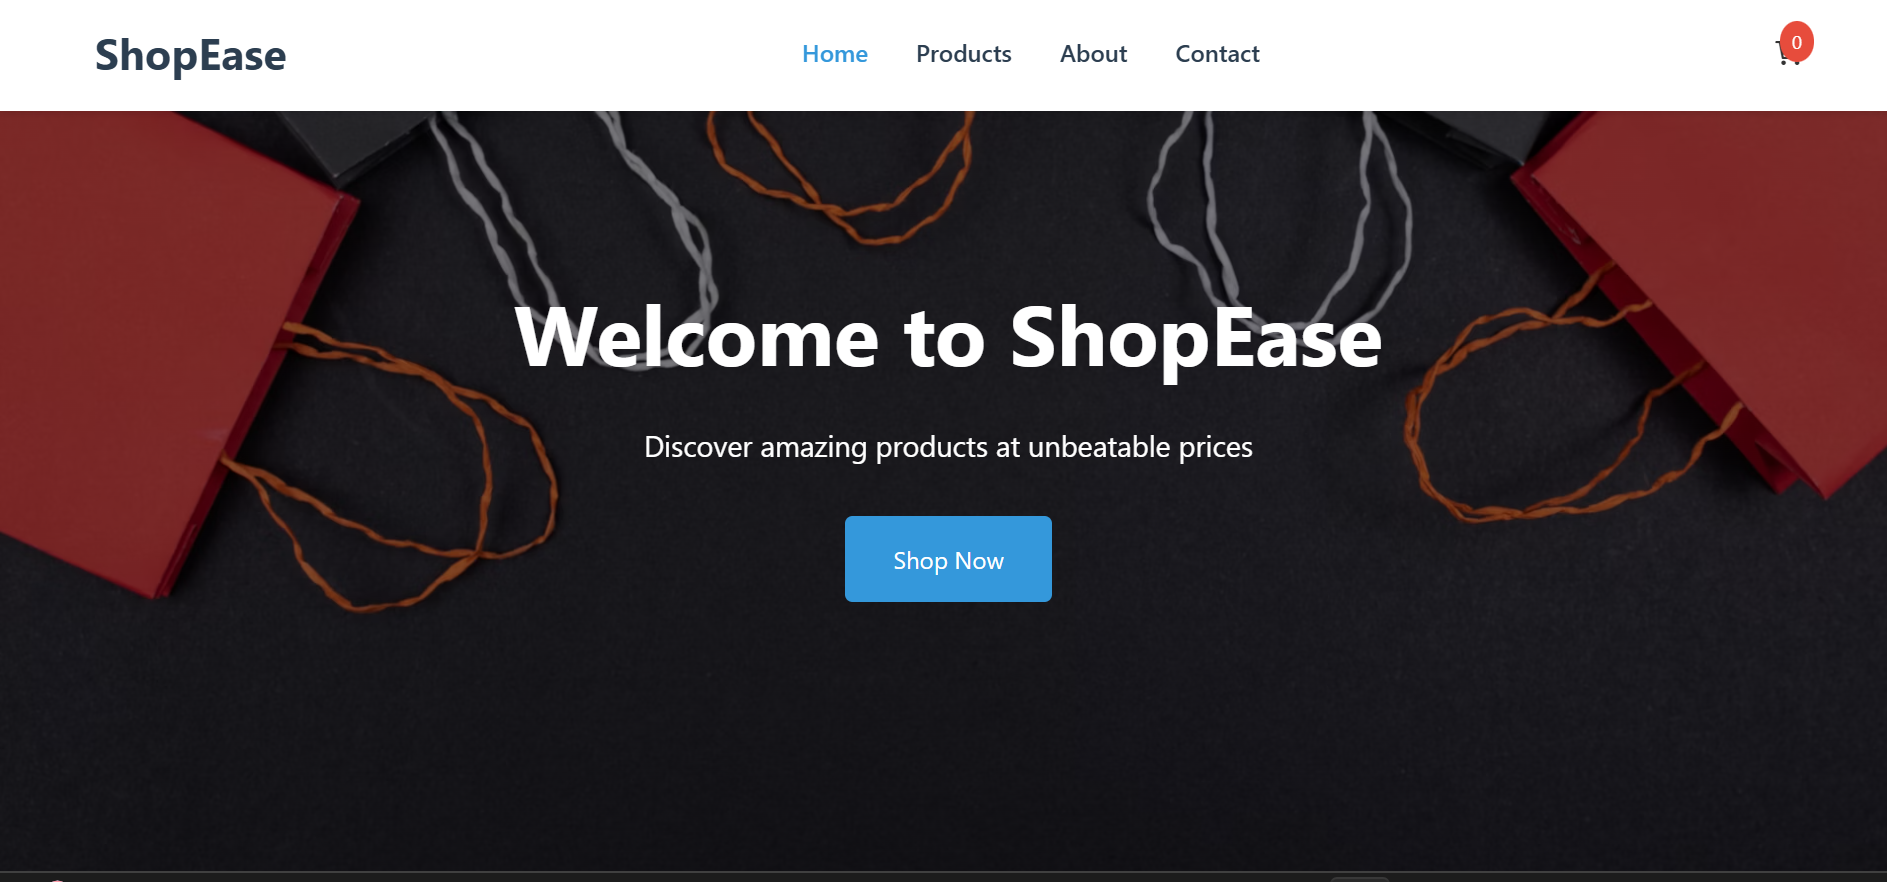 ShopEase
Home Products About Contact
0
Welcome to ShopEase
Discover amazing products at unbeatable prices
Shop Now